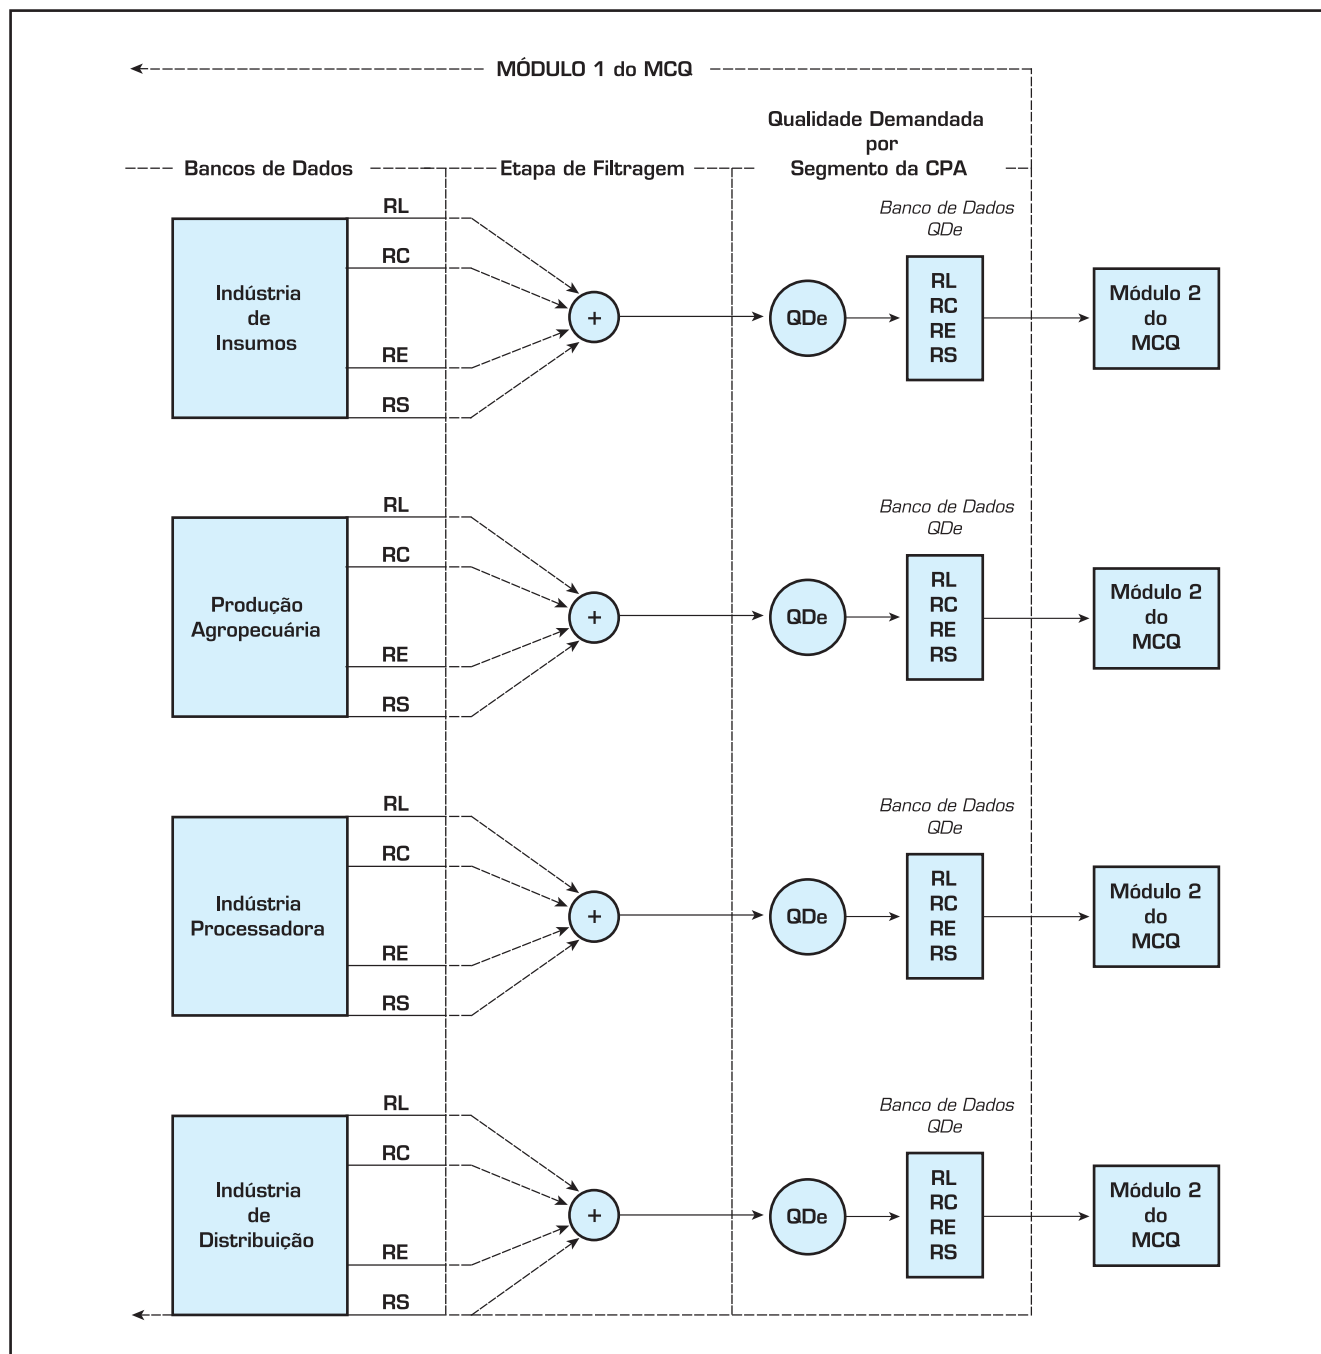 MÓDULO 1 do MCQ
Bancos de Dados
Etapa de Filtragem
Qualidade Demandada
por
Segmento da CPA
Indústria
de
Insumos
RL
RC
RE
RS
+
QDe
Banco de Dados
QDe
RL
RC
RE
RS
Módulo 2
do
MCQ
Produção
Agropecuária
RL
RC
RE
RS
+
QDe
Banco de Dados
QDe
RL
RC
RE
RS
Módulo 2
do
MCQ
Indústria
Processadora
RL
RC
RE
RS
+
QDe
Banco de Dados
QDe
RL
RC
RE
RS
Módulo 2
do
MCQ
Indústria
de
Distribuição
RL
RC
RE
RS
+
QDe
Banco de Dados
QDe
RL
RC
RE
RS
Módulo 2
do
MCQ